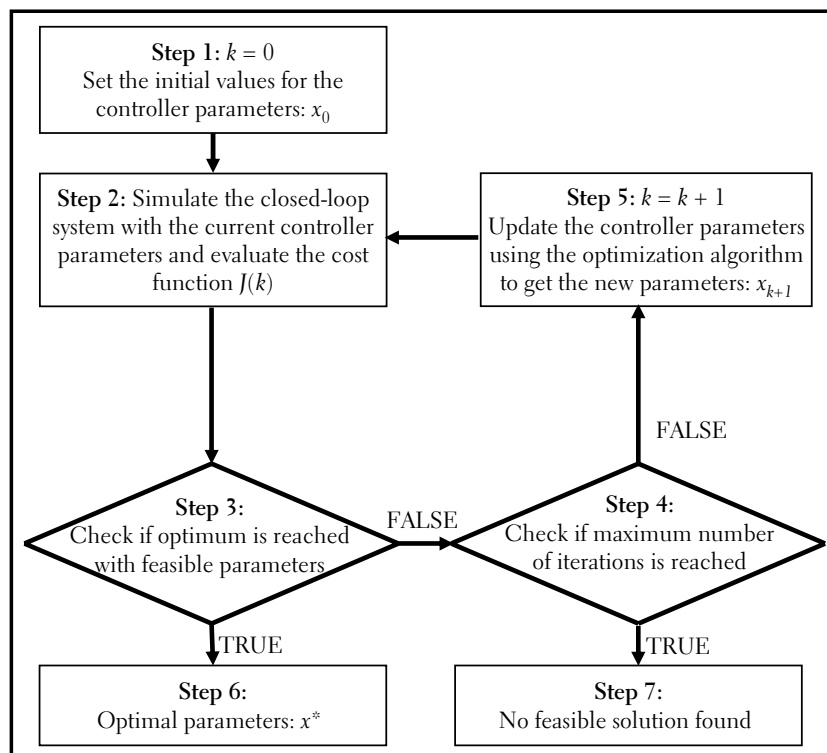 Step 1: k = 0
Set the initial values for the
controller parameters: x₀
Step 2: Simulate the closed-loop
system with the current controller
parameters and evaluate the cost
function J(k)
Step 5: k = k + 1
Update the controller parameters
using the optimization algorithm
to get the new parameters: xₖ₊₁
FALSE
Step 3:
Check if optimum is reached
with feasible parameters
FALSE
Step 4:
Check if maximum number
of iterations is reached
TRUE
TRUE
Step 6:
Optimal parameters: x*
Step 7:
No feasible solution found